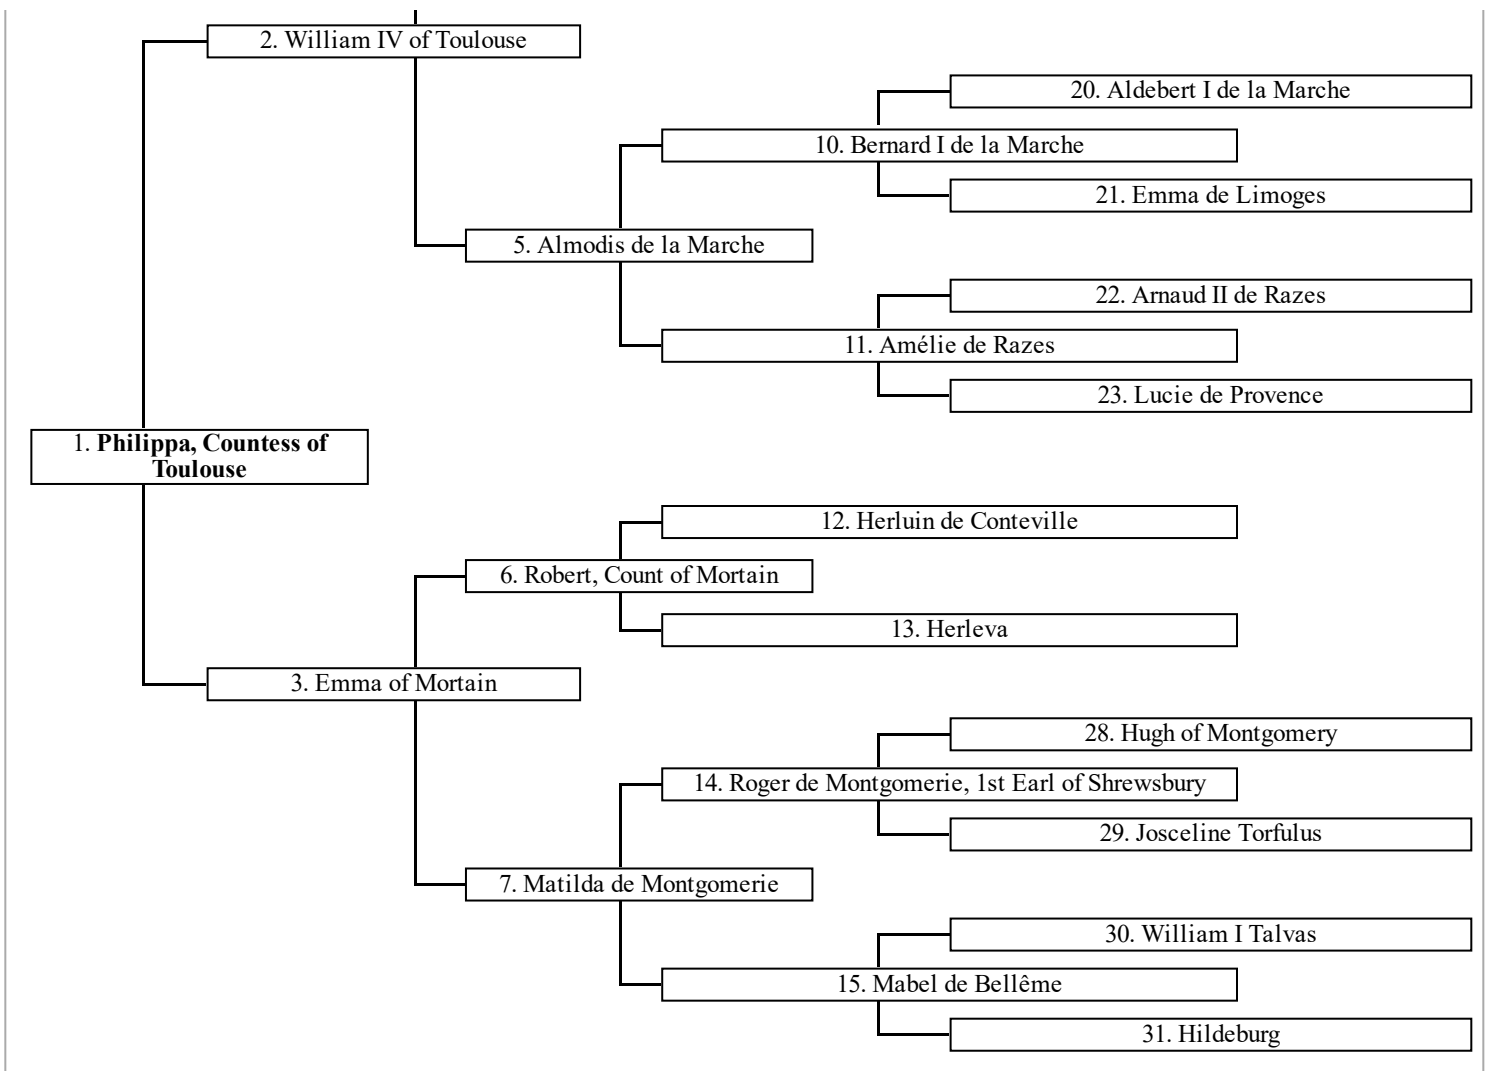 2. William IV of Toulouse
20. Aldebert I de la Marche
10. Bernard I de la Marche
21. Emma de Limoges
5. Almodis de la Marche
22. Arnaud II de Razes
11. Amélie de Razes
23. Lucie de Provence
1. Philippa, Countess of
Toulouse
12. Herluin de Conteville
6. Robert, Count of Mortain
13. Herleva
3. Emma of Mortain
28. Hugh of Montgomery
14. Roger de Montgomerie, 1st Earl of Shrewsbury
29. Josceline Torfulus
7. Matilda de Montgomerie
30. William I Talvas
15. Mabel de Bellême
31. Hildeburg